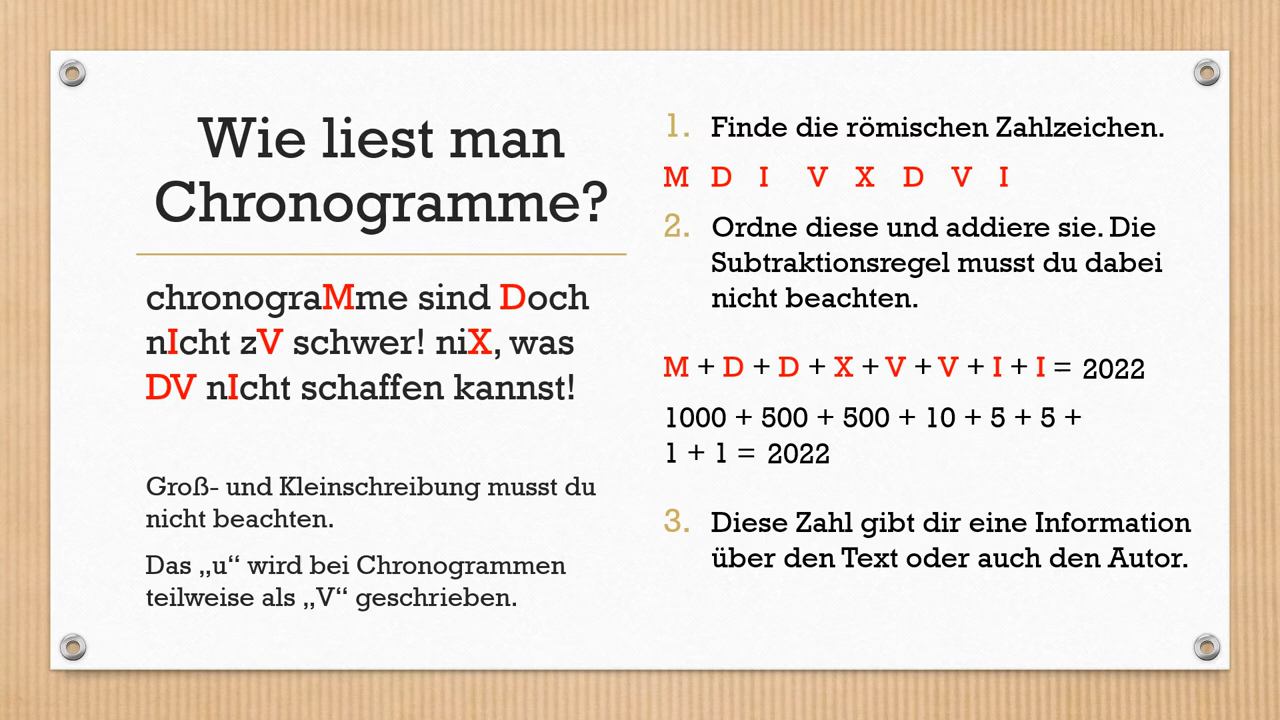 Wie liest man
Chronogramme?
chronograMme sind Doch
nIcht zV schwer! niX, was
DV nIcht schaffen kannst!
Groß- und Kleinschreibung musst du
nicht beachten.
Das „u“ wird bei Chronogrammen
teilweise als „V“ geschrieben.
1. Finde die römischen Zahlzeichen.
M D I V X D V I
2. Ordne diese und addiere sie. Die
Subtraktionsregel musst du dabei
nicht beachten.
M + D + D + X + V + V + I + I = 2022
1000 + 500 + 500 + 10 + 5 + 5 +
1 + 1 = 2022
3. Diese Zahl gibt dir eine Information
über den Text oder auch den Autor.